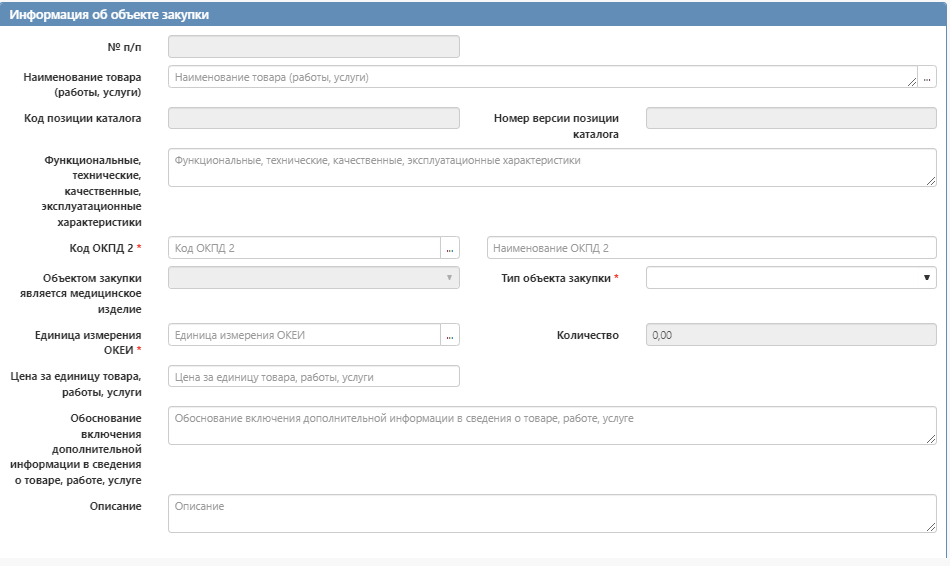 Информация об объекте закупки
№ п/п
Наименование товара
(работы, услуги)
Наименование товара (работы, услуги)
...
Код позиции каталога
Номер версии позиции
каталога
Функциональные,
технические,
качественные,
эксплуатационные
характеристики
Функциональные, технические, качественные, эксплуатационные характеристики
Код ОКПД 2 *
Код ОКПД 2
...
Наименование ОКПД 2
Объектом закупки
является медицинское
изделие
Тип объекта закупки *
Единица измерения
ОКЕИ *
Единица измерения ОКЕИ
...
Количество
0,00
Цена за единицу товара,
работы, услуги
Цена за единицу товара, работы, услуги
Обоснование
включения
дополнительной
информации в сведения
о товаре, работе, услуге
Обоснование включения дополнительной информации в сведения о товаре, работе, услуге
Описание
Описание